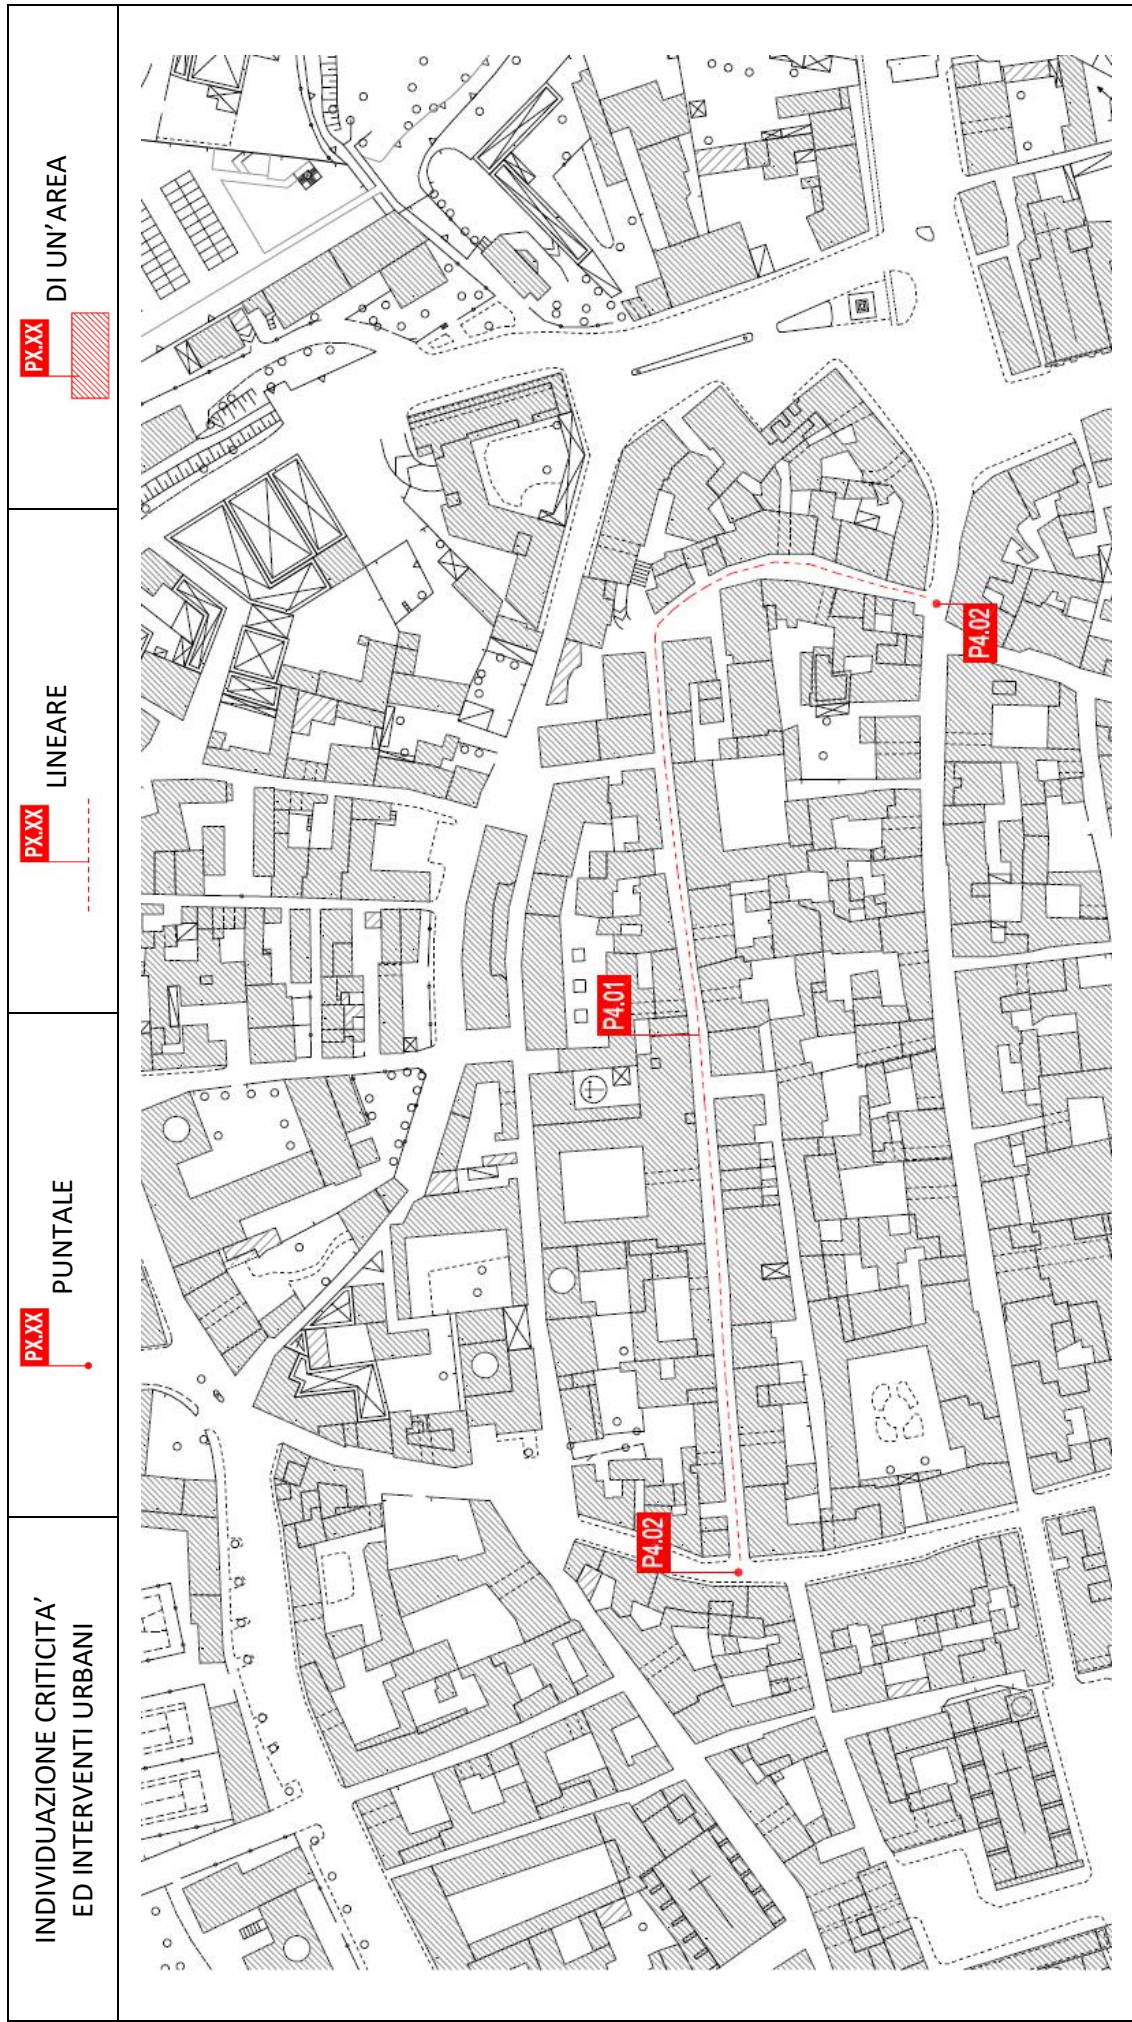 INDIVIDUAZIONE CRITICITA'
ED INTERVENTI URBANI
PX.XX
PUNTALE
PX.XX
LINEARE
PX.XX
DI UN'AREA
P4.02
P4.01
P4.02